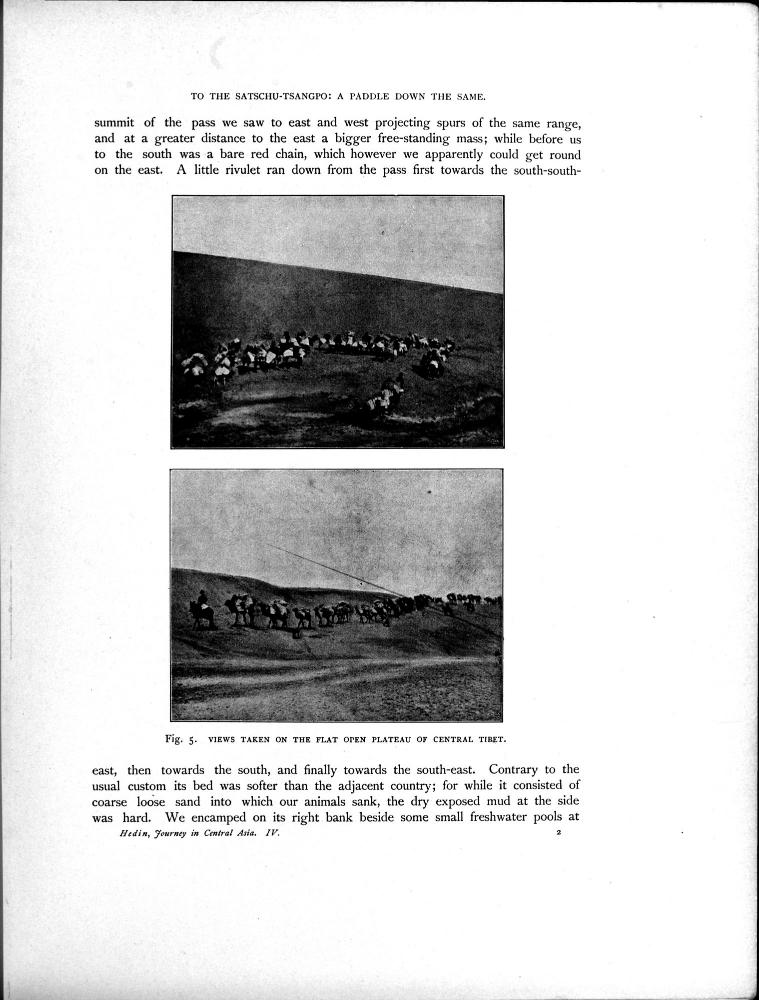 TO THE SATSCHU-TSANGPO: A PADDLE DOWN THE SAME.
summit of the pass we saw to east and west projecting spurs of the same range,
and at a greater distance to the east a bigger free-standing mass; while before us
to the south was a bare red chain, which however we apparently could get round
on the east. A little rivulet ran down from the pass first towards the south-south-
Fig. 5. VIEWS TAKEN ON THE FLAT OPEN PLATEAU OF CENTRAL TIBET.
east, then towards the south, and finally towards the south-east. Contrary to the
usual custom its bed was softer than the adjacent country; for while it consisted of
coarse loose sand into which our animals sank, the dry exposed mud at the side
was hard. We encamped on its right bank beside some small freshwater pools at
Hedin, Journey in Central Asia. IV. 2